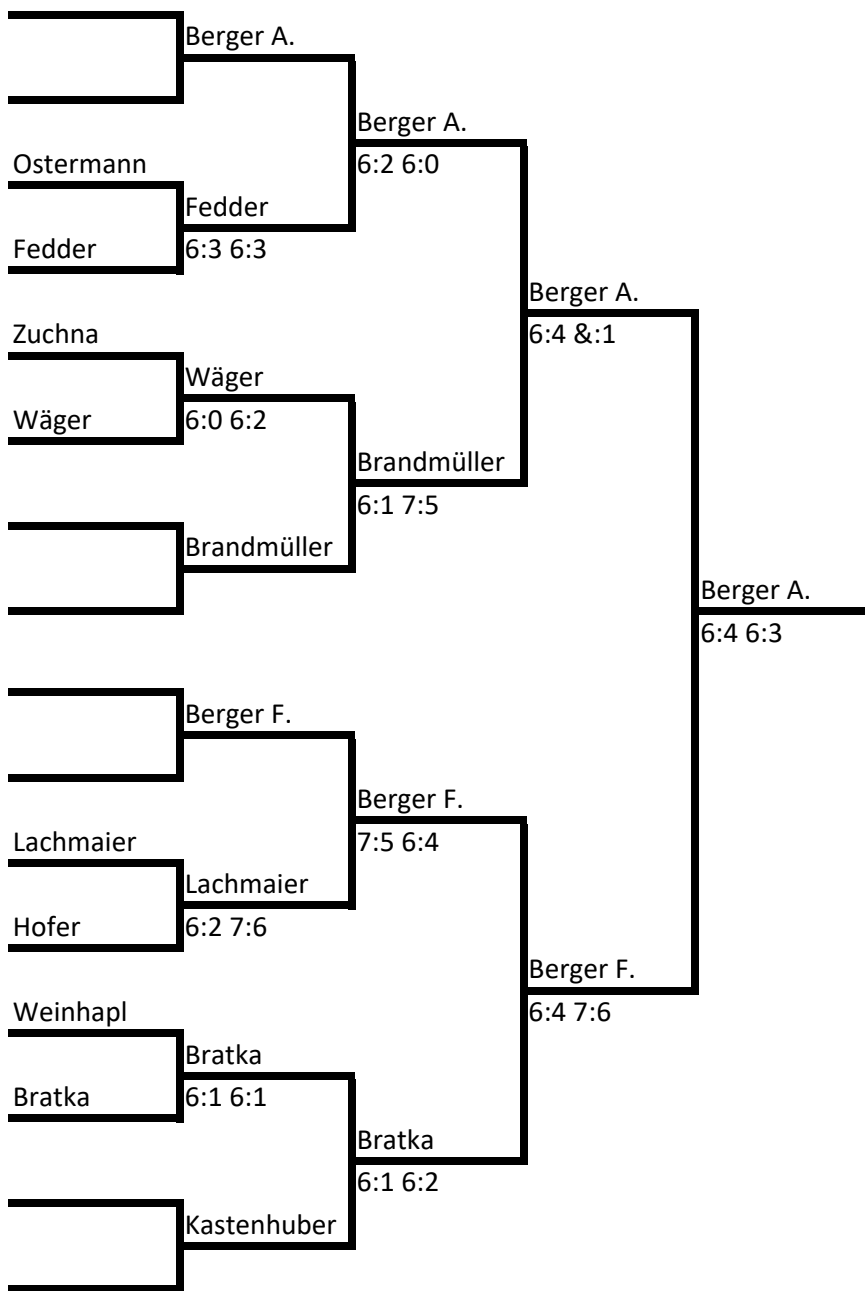 Berger A.
Berger A.
Ostermann
6:2 6:0
Fedder
Fedder
6:3 6:3
Berger A.
Zuchna
6:4 &:1
Wäger
Wäger
6:0 6:2
Brandmüller
6:1 7:5
Brandmüller
Berger A.
6:4 6:3
Berger F.
Berger F.
Lachmaier
7:5 6:4
Lachmaier
Hofer
6:2 7:6
Berger F.
Weinhapl
6:4 7:6
Bratka
Bratka
6:1 6:1
Bratka
6:1 6:2
Kastenhuber